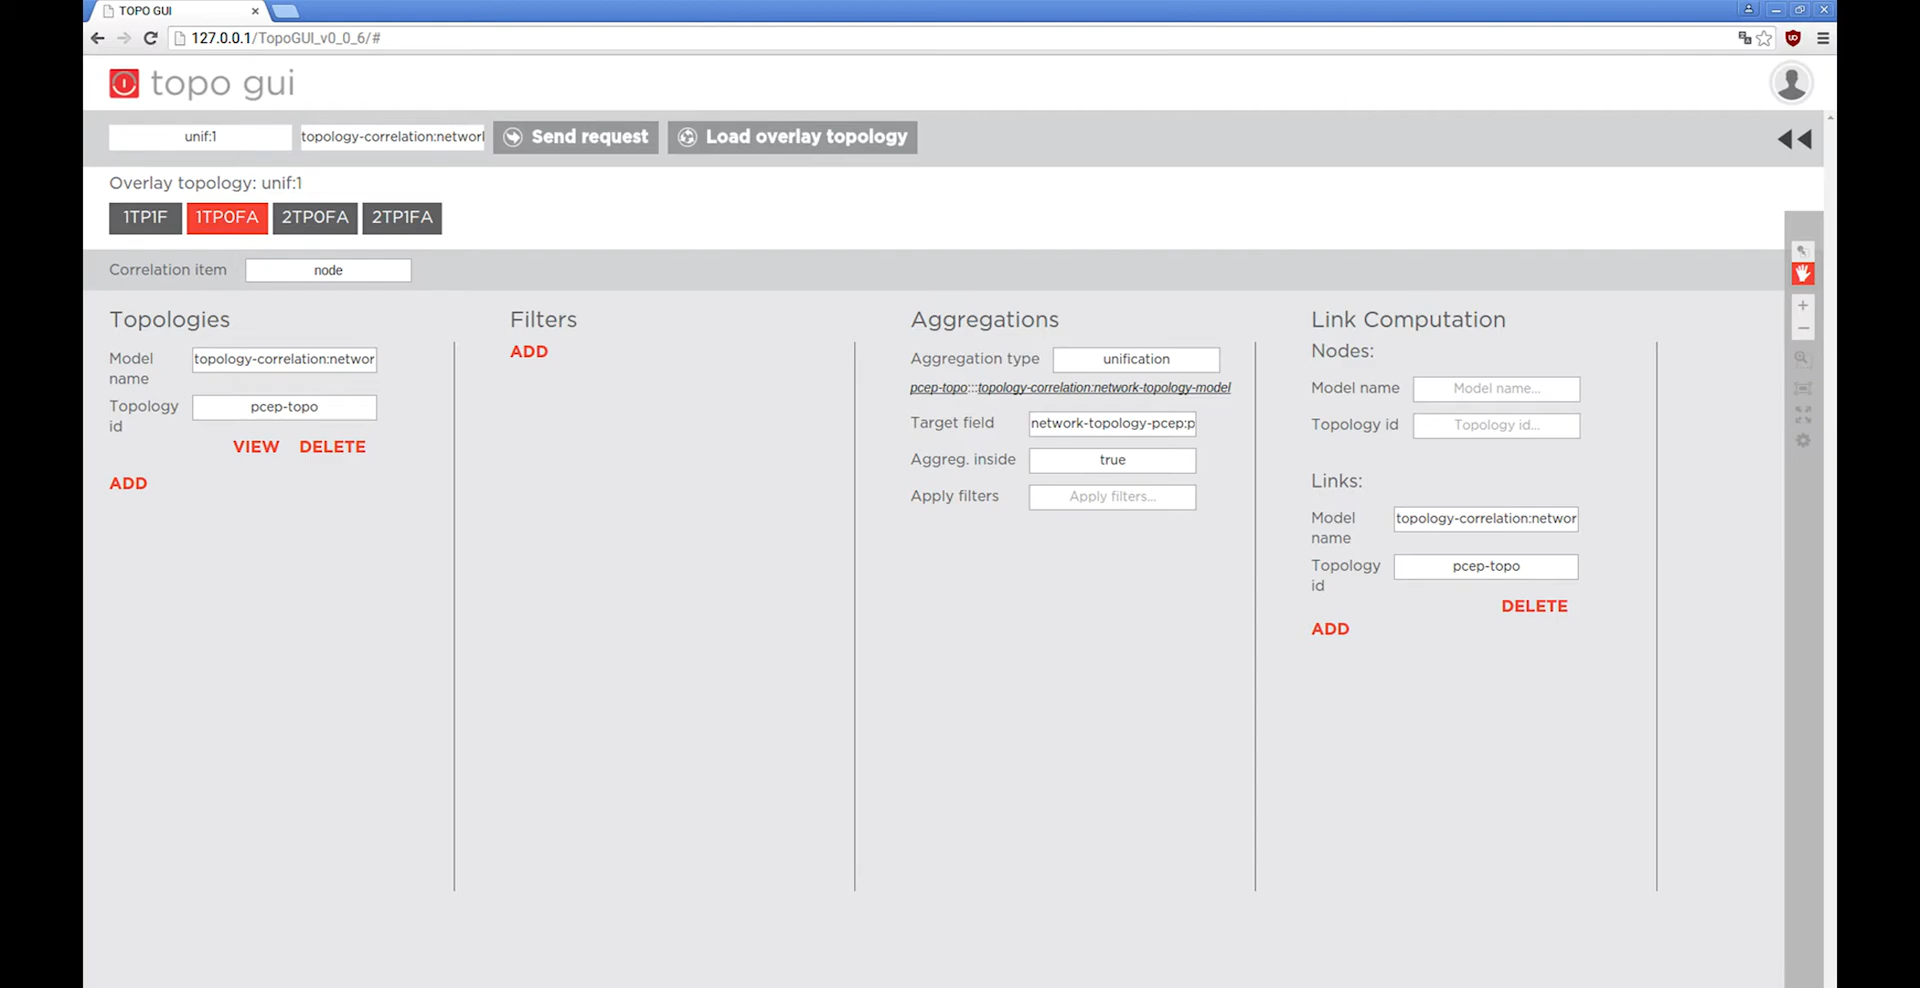 TOPO GUI
127.0.0.1/TopoGUI_v0_0_6/#
topo gui
unif:1 topology-correlation:network Send request Load overlay topology
Overlay topology: unif:1
1TP1F 1TP0FA 2TP0FA 2TP1FA
Correlation item node
Topologies
Model name topology-correlation:networ
Topology id pcep-topo
VIEW DELETE
ADD
Filters
ADD
Aggregations
Aggregation type unification
pcep-topo:::topology-correlation:network-topology-model
Target field network-topology-pcep:p
Aggreg. inside true
Apply filters Apply filters...
Link Computation
Nodes:
Model name Model name...
Topology id Topology id...
Links:
Model name topology-correlation:networ
Topology id pcep-topo
DELETE
ADD